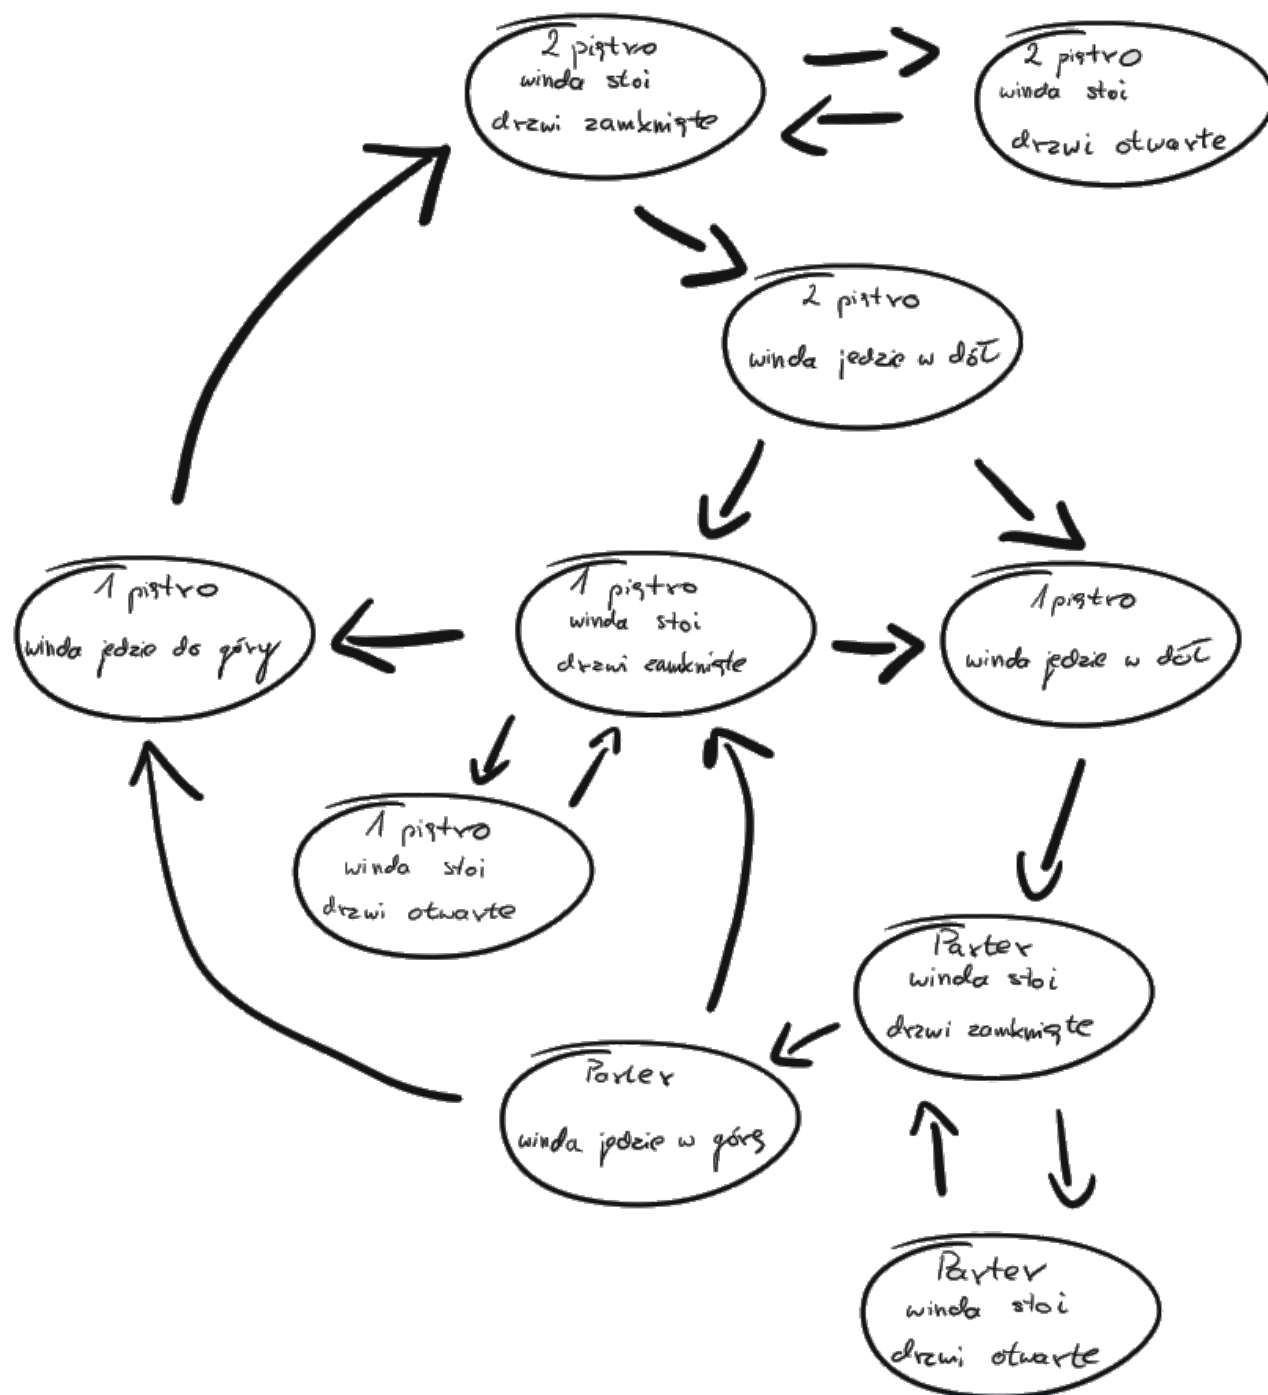 2 piętro
winda stoi
drzwi zamknięte
2 piętro
winda stoi
drzwi otwarte
2 piętro
winda jedzie w dół
1 piętro
winda jedzie do góry
1 piętro
winda stoi
drzwi zamknięte
1 piętro
winda jedzie w dół
1 piętro
winda stoi
drzwi otwarte
Parter
winda stoi
drzwi zamknięte
Parter
winda jedzie w górę
Parter
winda stoi
drzwi otwarte